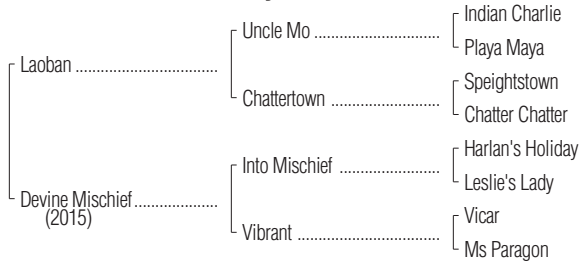 Indian Charlie
Uncle Mo
Playa Maya
Laoban
Speightstown
Chattertown
Chatter Chatter
Harlan's Holiday
Into Mischief
Leslie's Lady
Devine Mischief
(2015)
Vicar
Vibrant
Ms Paragon